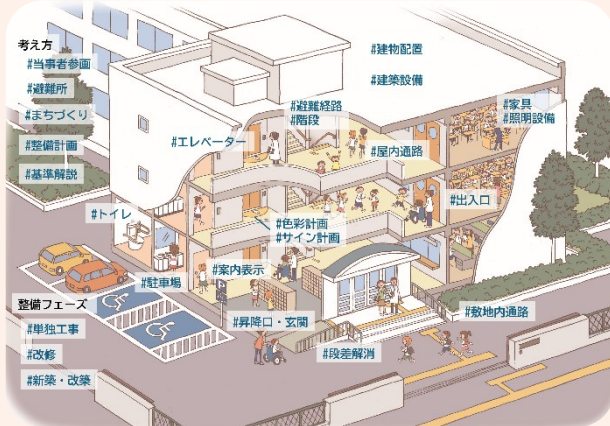 考え方
#当事者参画
#避難所
#まちづくり
#整備計画
#基準解説
#建物配置
#建築設備
#避難経路
#階段
#家具
#照明設備
#エレベーター
#屋内通路
#トイレ
#色彩計画
#サイン計画
#出入口
#駐車場
#案内表示
整備フェーズ
#単独工事
#改修
#新築・改築
#昇降口・玄関
#段差解消
#敷地内通路